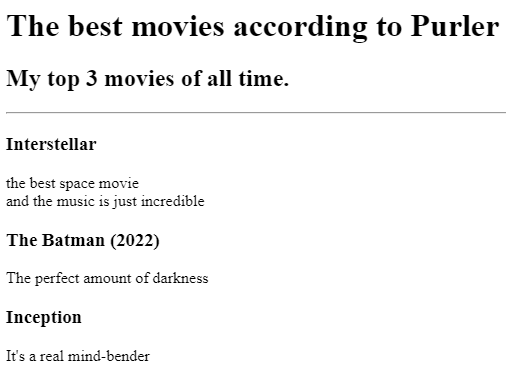 The best movies according to Purler
My top 3 movies of all time.
Interstellar
the best space movie
and the music is just incredible
The Batman (2022)
The perfect amount of darkness
Inception
It's a real mind-bender